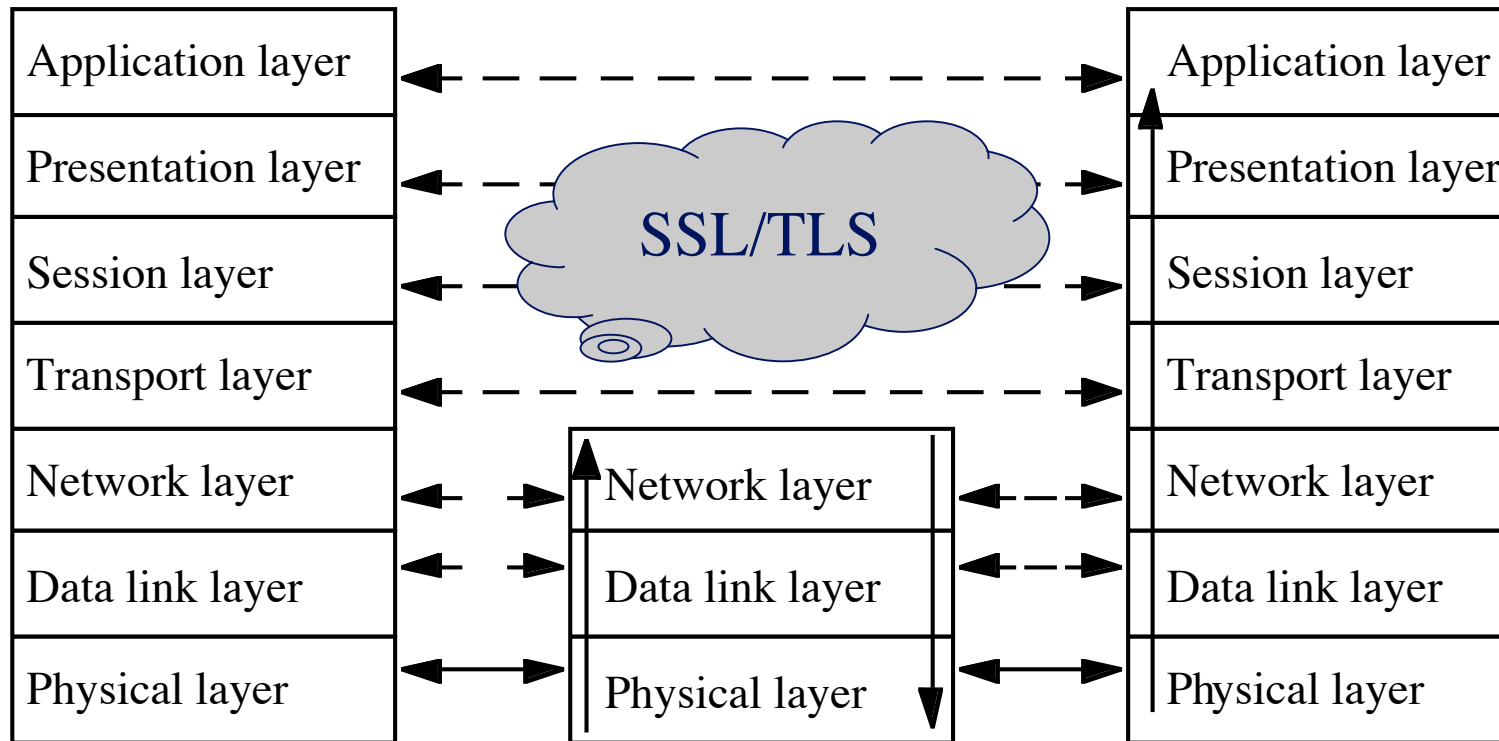 Application layer
Presentation layer
Session layer
Transport layer
Network layer
Data link layer
Physical layer
SSL/TLS
Network layer
Data link layer
Physical layer
Application layer
Presentation layer
Session layer
Transport layer
Network layer
Data link layer
Physical layer